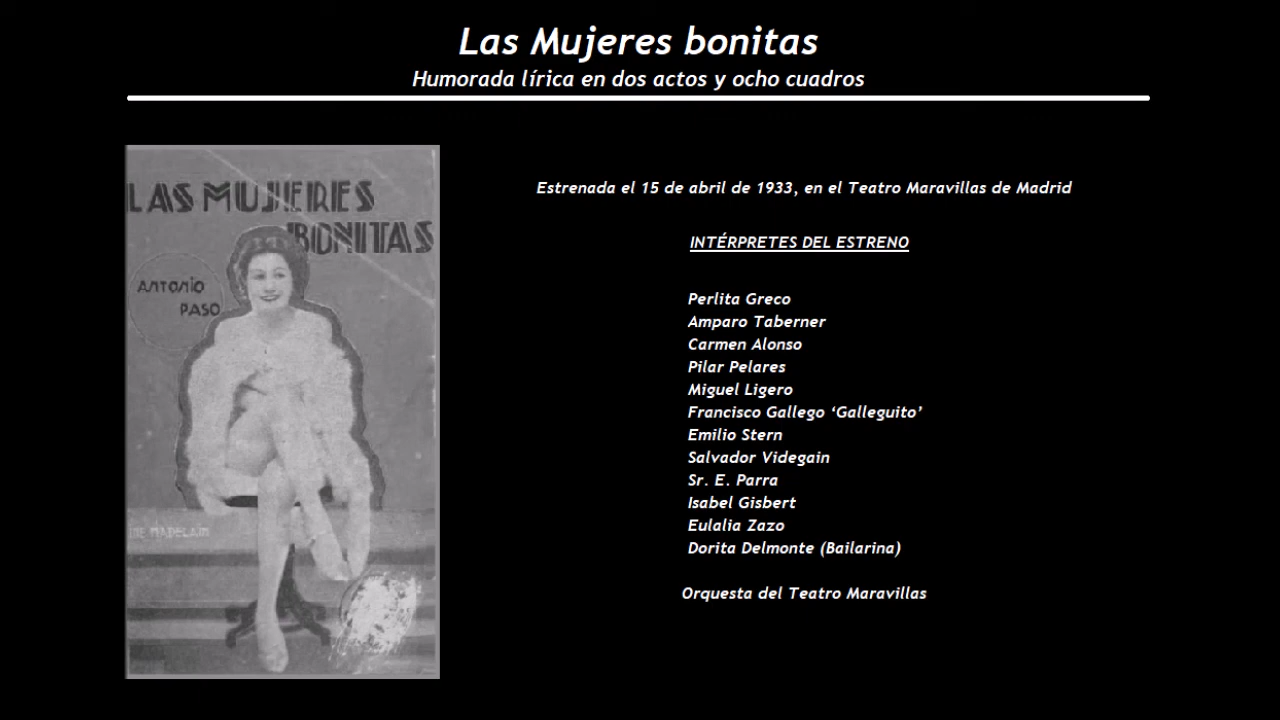 Las Mujeres bonitas
Humorada lírica en dos actos y ocho cuadros
LAS MUJERES
BONITAS
ANTONIO
PASO
Estrenada el 15 de abril de 1933, en el Teatro Maravillas de Madrid
INTÉRPRETES DEL ESTRENO
Perlita Greco
Amparo Taberner
Carmen Alonso
Pilar Pelares
Miguel Ligero
Francisco Gallego ‘Galleguito’
Emilio Stern
Salvador Videgain
Sr. E. Parra
Isabel Gisbert
Eulalia Zazo
Dorita Delmonte (Bailarina)
Orquesta del Teatro Maravillas